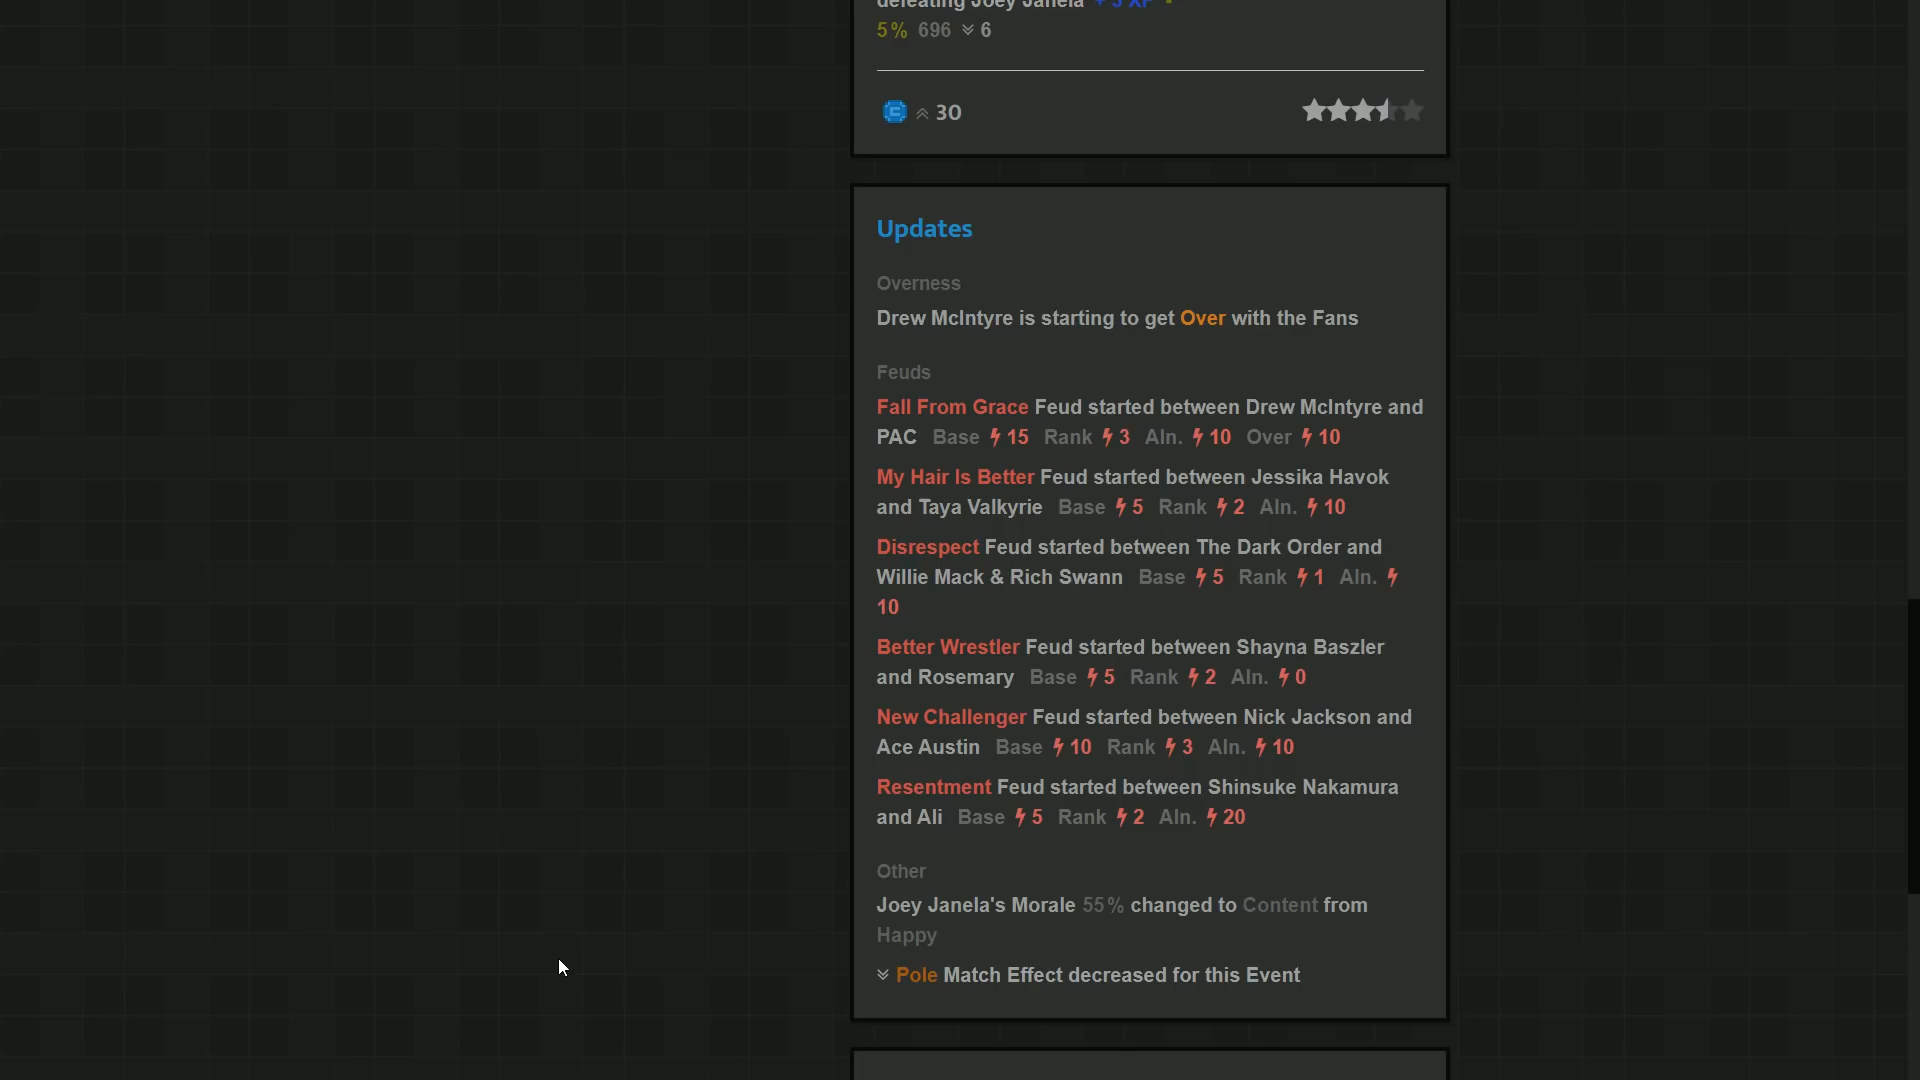 defeating Joey Janela + 3 XP -
5% 696 6
30
Updates
Overness
Drew McIntyre is starting to get Over with the Fans
Feuds
Fall From Grace Feud started between Drew McIntyre and
PAC Base 15 Rank 3 Aln. 10 Over 10
My Hair Is Better Feud started between Jessika Havok
and Taya Valkyrie Base 5 Rank 2 Aln. 10
Disrespect Feud started between The Dark Order and
Willie Mack & Rich Swann Base 5 Rank 1 Aln.
10
Better Wrestler Feud started between Shayna Baszler
and Rosemary Base 5 Rank 2 Aln. 0
New Challenger Feud started between Nick Jackson and
Ace Austin Base 10 Rank 3 Aln. 10
Resentment Feud started between Shinsuke Nakamura
and Ali Base 5 Rank 2 Aln. 20
Other
Joey Janela's Morale 55% changed to Content from
Happy
Pole Match Effect decreased for this Event